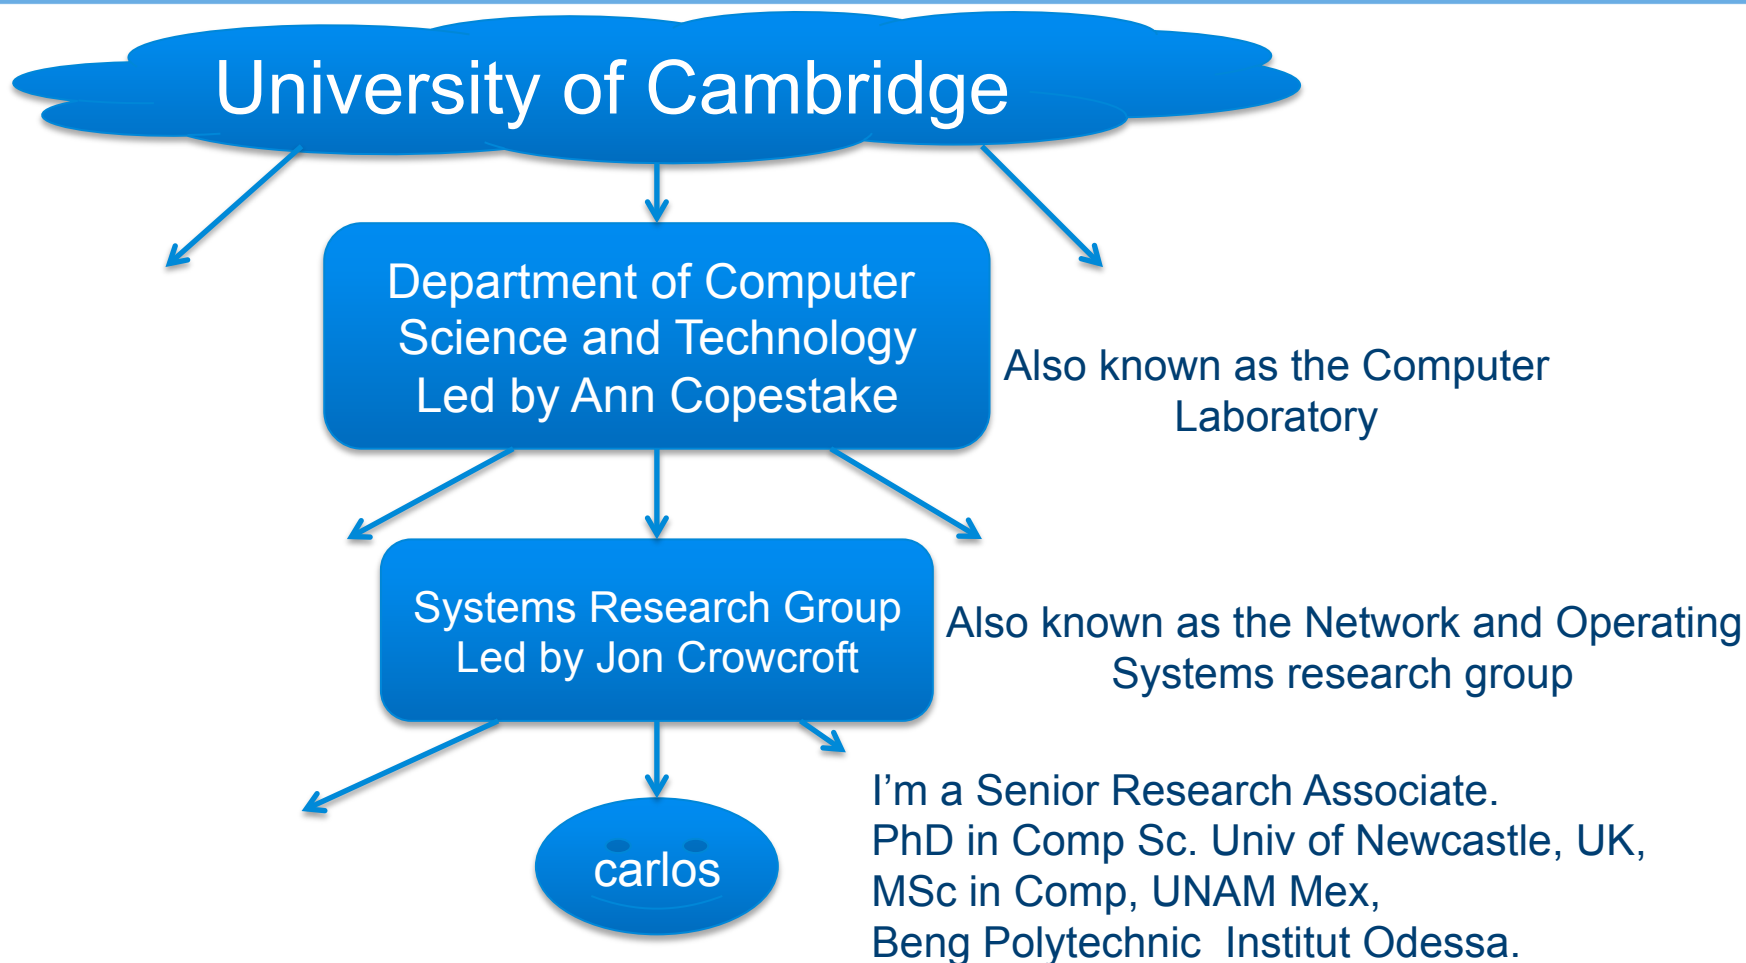 University of Cambridge
Department of Computer
Science and Technology
Led by Ann Copestake
Also known as the Computer
Laboratory
Systems Research Group
Led by Jon Crowcroft
Also known as the Network and Operating
Systems research group
carlos
I'm a Senior Research Associate.
PhD in Comp Sc. Univ of Newcastle, UK,
MSc in Comp, UNAM Mex,
Beng Polytechnic  Institut Odessa.